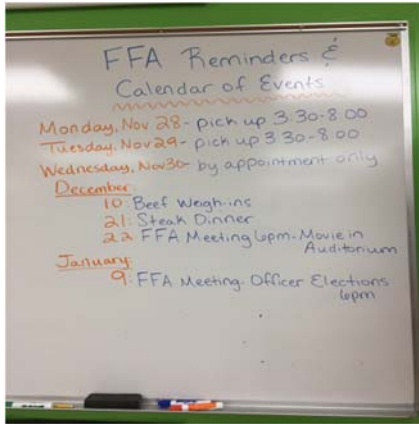 FFA Reminders &
Calendar of Events
Monday, Nov 28- pick up 3:30-8:00
Tuesday, Nov 29- pick up 3:30-8:00
Wednesday, Nov 30- by appointment only
December:
10: Beef Weigh-ins
21: Steak Dinner
22 FFA Meeting 6pm- Movie in
Auditorium
January:
9: FFA Meeting- Officer Elections
6pm